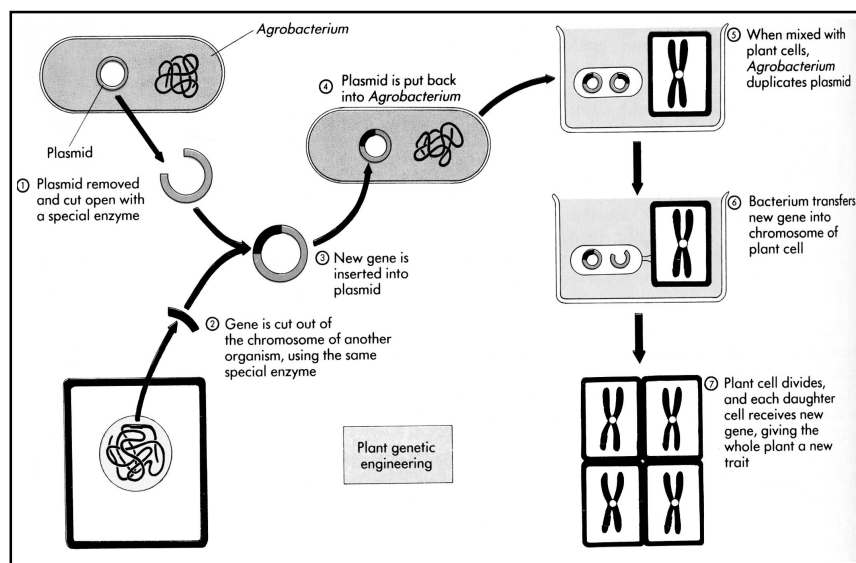 Agrobacterium
Plasmid
① Plasmid removed
and cut open with
a special enzyme
② Gene is cut out of
the chromosome of another
organism, using the same
special enzyme
③ New gene is
inserted into
plasmid
④ Plasmid is put back
into Agrobacterium
⑤ When mixed with
plant cells,
Agrobacterium
duplicates plasmid
⑥ Bacterium transfers
new gene into
chromosome of
plant cell
⑦ Plant cell divides,
and each daughter
cell receives new
gene, giving the
whole plant a new
trait
Plant genetic
engineering